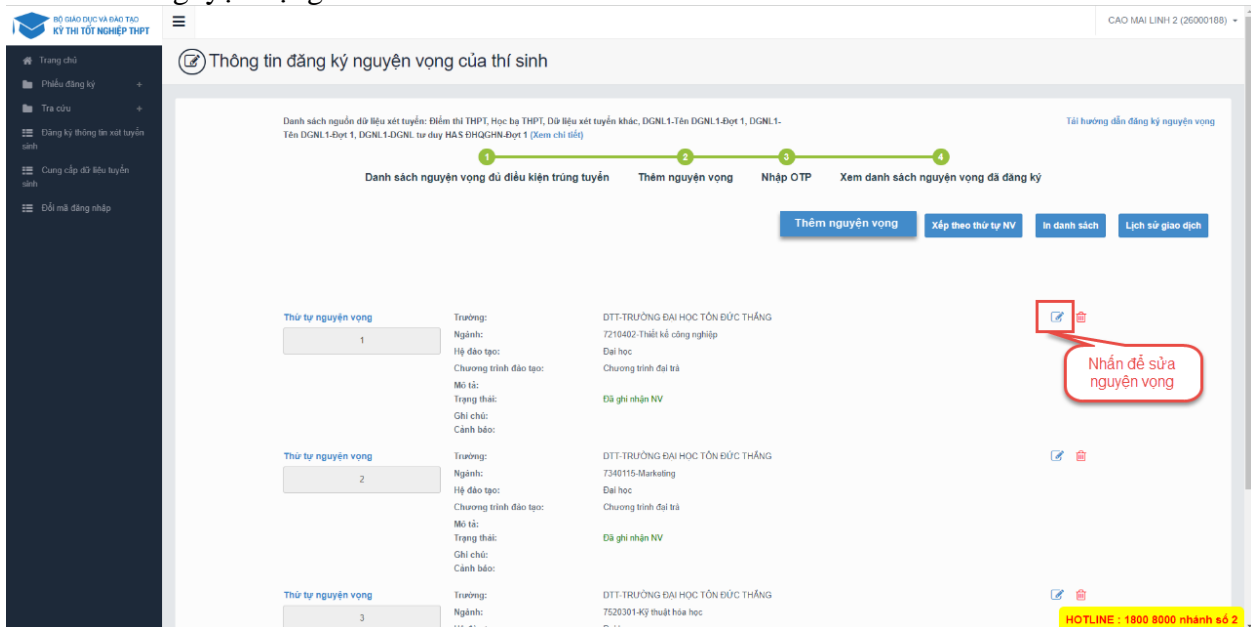 BỘ GIÁO DỤC VÀ ĐÀO TẠO
KỲ THI TỐT NGHIỆP THPT
CAO MAI LINH 2 (26000188)
Trang chủ
Phiếu đăng ký +
Tra cứu +
Đăng ký thông tin xét tuyển
sinh
Cung cấp dữ liệu tuyển
sinh
Đổi mã đăng nhập
Thông tin đăng ký nguyện vọng của thí sinh
Danh sách nguồn dữ liệu xét tuyển: Điểm thi THPT, Học bạ THPT, Dữ liệu xét tuyển khác, DGNL1-Tên DGNL1-Đợt 1, DGNL1-
Tên DGNL1-Đợt 1, DGNL1-DGNL tư duy HAS ĐHQGHN-Đợt 1 (Xem chi tiết)
Tải hướng dẫn đăng ký nguyện vọng
1 2 3 4
Danh sách nguyện vọng đủ điều kiện trúng tuyển Thêm nguyện vọng Nhập OTP Xem danh sách nguyện vọng đã đăng ký
Thêm nguyện vọng Xếp theo thứ tự NV In danh sách Lịch sử giao dịch
Thứ tự nguyện vọng
1
Trường: DTT-TRƯỜNG ĐẠI HỌC TÔN ĐỨC THẮNG
Ngành: 7210402-Thiết kế công nghiệp
Hệ đào tạo: Đại học
Chương trình đào tạo: Chương trình đại trà
Mô tả:
Trạng thái: Đã ghi nhận NV
Ghi chú:
Cảnh báo:
Nhấn để sửa
nguyện vọng
Thứ tự nguyện vọng
2
Trường: DTT-TRƯỜNG ĐẠI HỌC TÔN ĐỨC THẮNG
Ngành: 7340115-Marketing
Hệ đào tạo: Đại học
Chương trình đào tạo: Chương trình đại trà
Mô tả:
Trạng thái: Đã ghi nhận NV
Ghi chú:
Cảnh báo:
Thứ tự nguyện vọng
3
Trường: DTT-TRƯỜNG ĐẠI HỌC TÔN ĐỨC THẮNG
Ngành: 7520301-Kỹ thuật hóa học
HOTLINE : 1800 8000 nhánh số 2